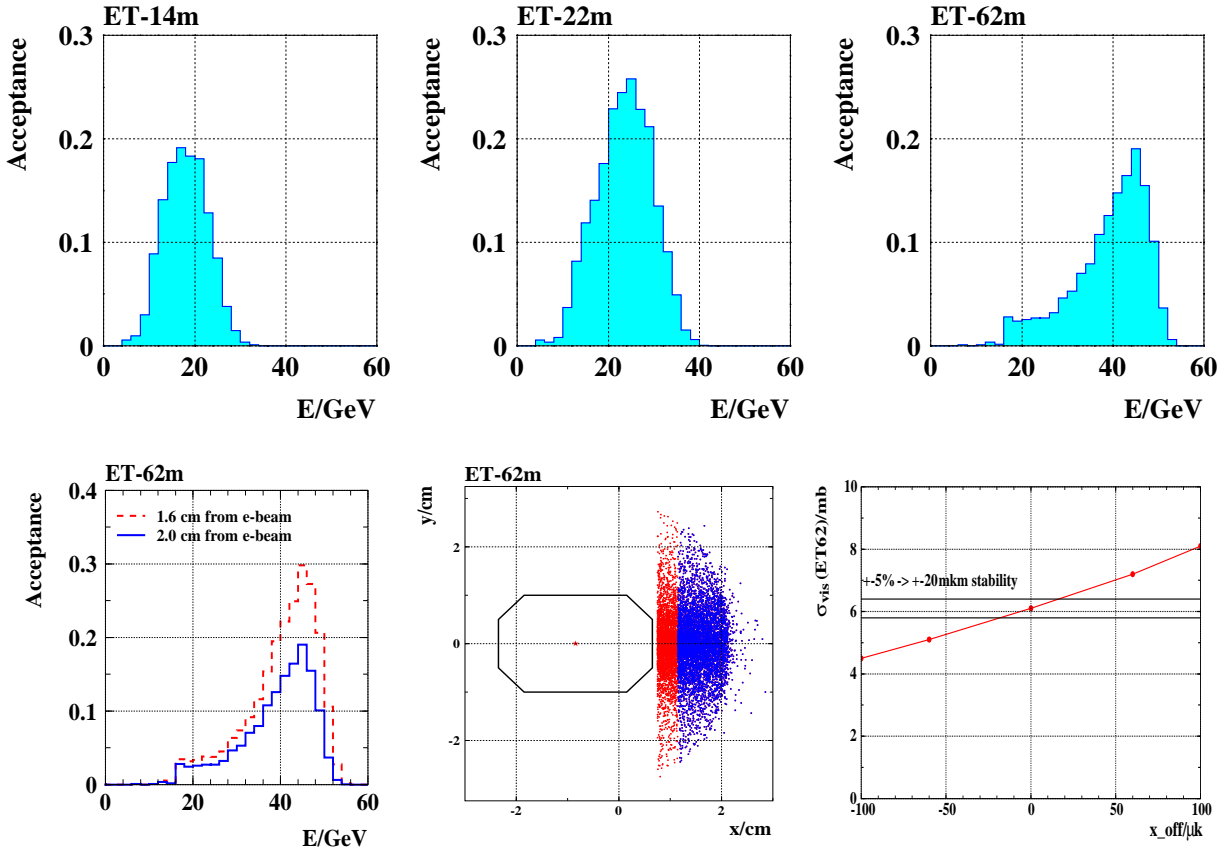 ET-14m
Acceptance
0.3
0.2
0.1
0
0 20 40 60
E/GeV
ET-22m
Acceptance
0.3
0.2
0.1
0
0 20 40 60
E/GeV
ET-62m
Acceptance
0.3
0.2
0.1
0
0 20 40 60
E/GeV
ET-62m
Acceptance
0.4
0.3
0.2
0.1
0
1.6 cm from e-beam
2.0 cm from e-beam
0 20 40 60
E/GeV
ET-62m
y/cm
2
0
-2
-2 0 2
x/cm
σvis (ET62)/mb
10
8
+-5% -> +-20mkm stability
6
4
2
0
-100 -50 0 50 100
x_off/μk